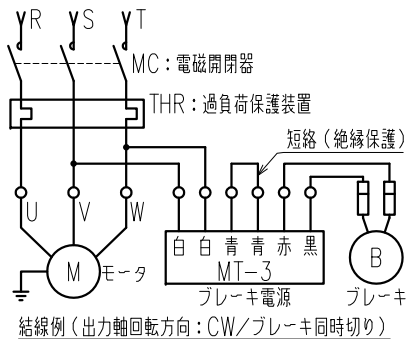 R S T
MC：電磁開閉器
THR：過負荷保護装置
短絡（絶縁保護）
U V W
白 白 青 青 赤 黒
MT-3
M モータ
B
ブレーキ電源 ブレーキ
結線例（出力軸回転方向：CW/ブレーキ同時切り）